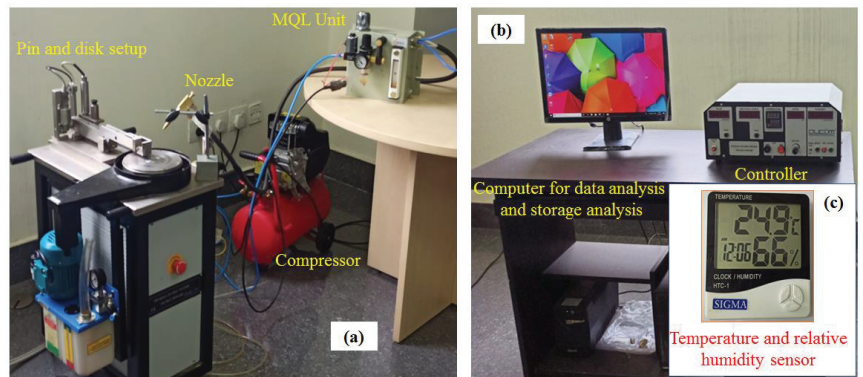 MQL Unit
Pin and disk setup
Nozzle
Compressor
(a)
(b)
DUCOM
Controller
Computer for data analysis
and storage analysis
(c)
TEMPERATURE
24.9°C
12:06 66%
CLOCK / HUMIDITY
HTC-1
SIGMA
Temperature and relative
humidity sensor